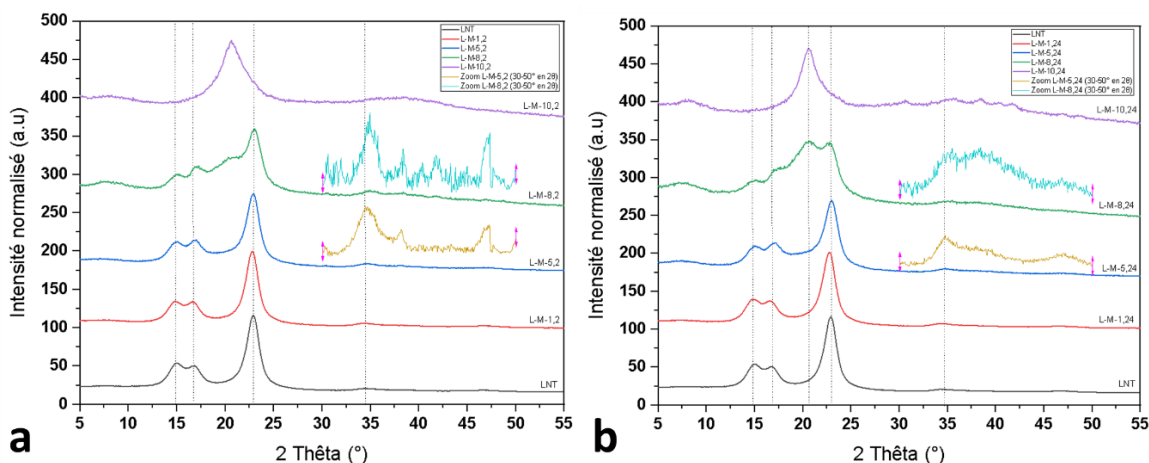 500
450
400
350
300
250
200
150
100
50
0
Intensité normalisé (a.u)
LNT
L-M-1,2
L-M-5,2
L-M-8,2
L-M-10,2
Zoom L-M-5,2 (30-50° en 2θ)
Zoom L-M-8,2 (30-50° en 2θ)
L-M-10,2
L-M-8,2
L-M-5,2
L-M-1,2
LNT
5 10 15 20 25 30 35 40 45 50 55
2 Thêta (°)
a
500
450
400
350
300
250
200
150
100
50
0
Intensité normalisé (a.u)
LNT
L-M-1,24
L-M-5,24
L-M-8,24
L-M-10,24
Zoom L-M-5,24 (30-50° en 2θ)
Zoom L-M-8,24 (30-50° en 2θ)
L-M-10,24
L-M-8,24
L-M-5,24
L-M-1,24
LNT
5 10 15 20 25 30 35 40 45 50 55
2 Thêta (°)
b